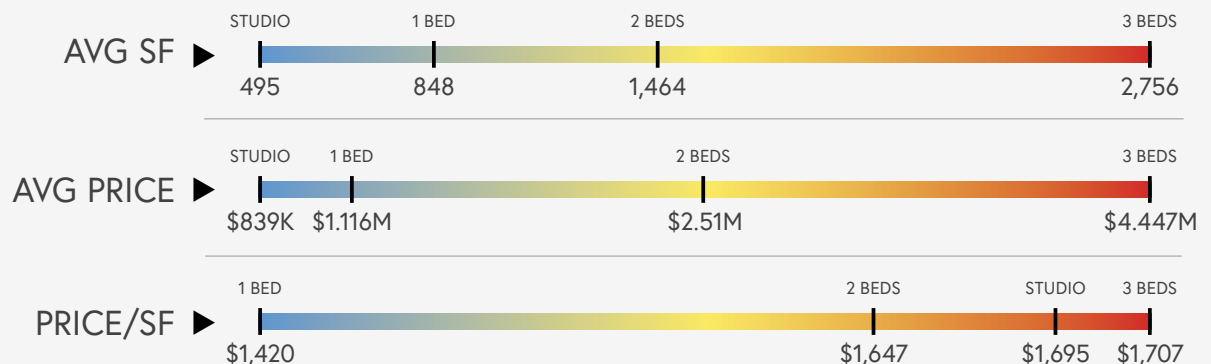 STUDIO 1 BED 2 BEDS 3 BEDS
AVG SF
495 848 1,464 2,756
STUDIO 1 BED 2 BEDS 3 BEDS
AVG PRICE
$839K $1.116M $2.51M $4.447M
1 BED 2 BEDS STUDIO 3 BEDS
PRICE/SF
$1,420 $1,647 $1,695 $1,707